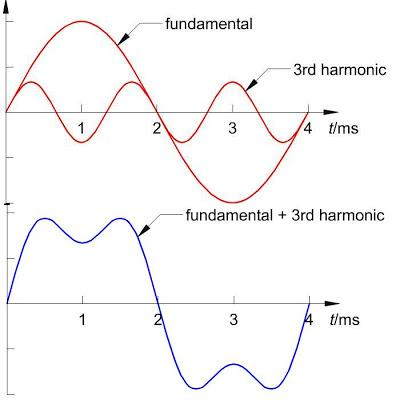 fundamental
3rd harmonic
1 2 3 4 t/ms
fundamental + 3rd harmonic
1 2 3 4 t/ms